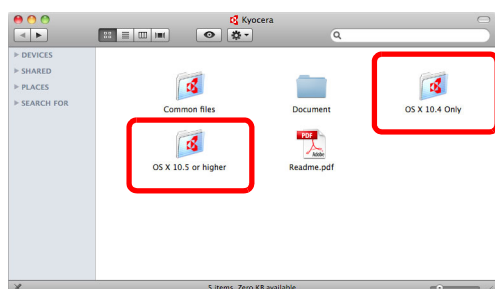 Kyocera
DEVICES
SHARED
PLACES
SEARCH FOR
Common files
Document
OS X 10.4 Only
OS X 10.5 or higher
PDF
Adobe
Readme.pdf
5 items, Zero KB available